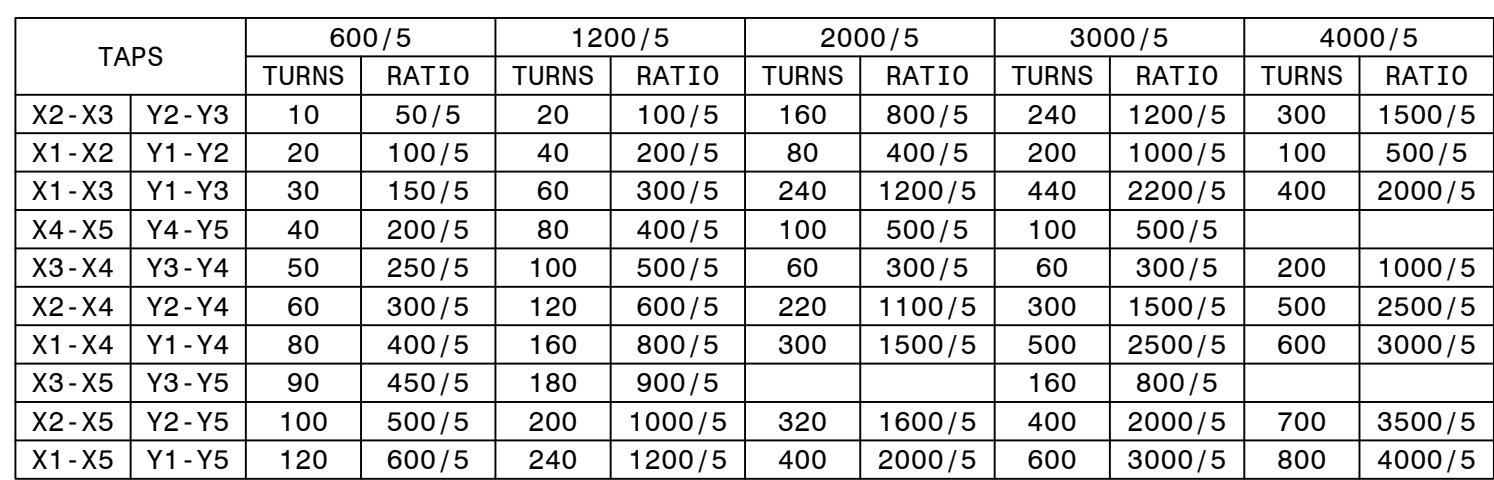 TAPS 600/5 1200/5 2000/5 3000/5 4000/5
TURNS RATIO TURNS RATIO TURNS RATIO TURNS RATIO TURNS RATIO
X2-X3 Y2-Y3 10 50/5 20 100/5 160 800/5 240 1200/5 300 1500/5
X1-X2 Y1-Y2 20 100/5 40 200/5 80 400/5 200 1000/5 100 500/5
X1-X3 Y1-Y3 30 150/5 60 300/5 240 1200/5 440 2200/5 400 2000/5
X4-X5 Y4-Y5 40 200/5 80 400/5 100 500/5 100 500/5
X3-X4 Y3-Y4 50 250/5 100 500/5 60 300/5 60 300/5 200 1000/5
X2-X4 Y2-Y4 60 300/5 120 600/5 220 1100/5 300 1500/5 500 2500/5
X1-X4 Y1-Y4 80 400/5 160 800/5 300 1500/5 500 2500/5 600 3000/5
X3-X5 Y3-Y5 90 450/5 180 900/5 160 800/5
X2-X5 Y2-Y5 100 500/5 200 1000/5 320 1600/5 400 2000/5 700 3500/5
X1-X5 Y1-Y5 120 600/5 240 1200/5 400 2000/5 600 3000/5 800 4000/5